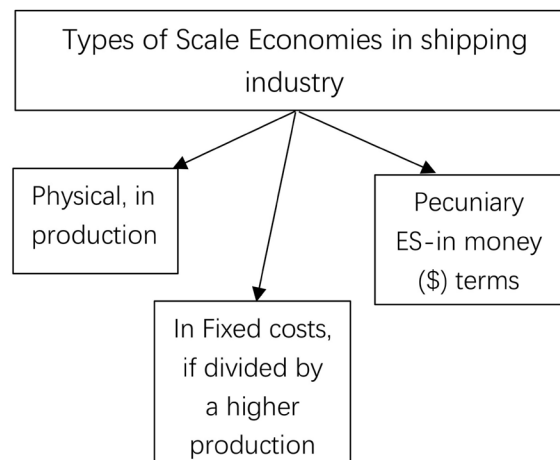 Types of Scale Economies in shipping
industry
Physical, in
production
Pecuniary
ES-in money
($) terms
In Fixed costs,
if divided by
a higher
production